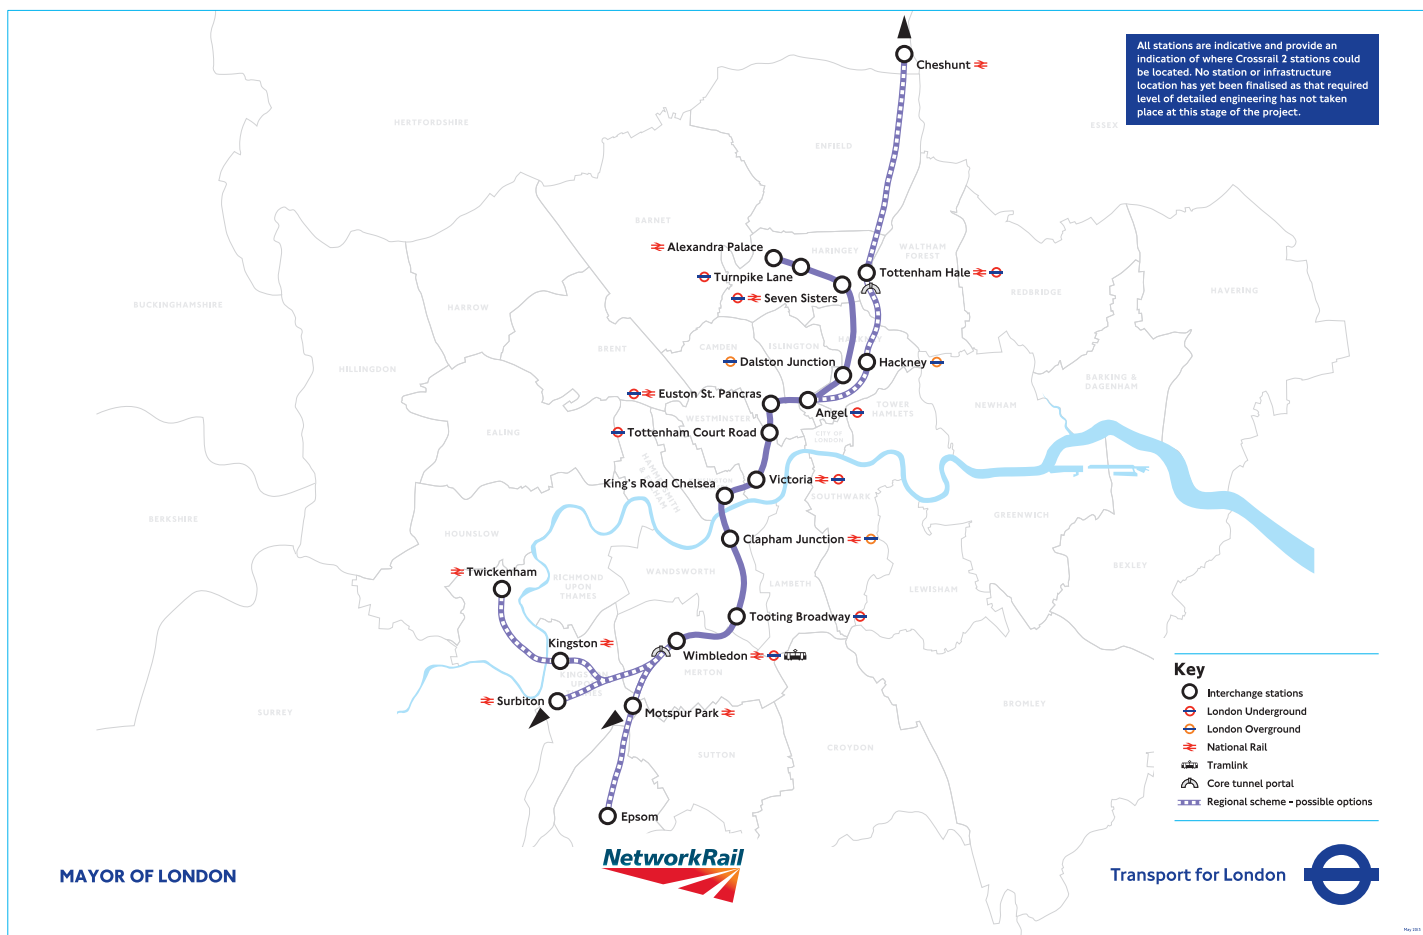 All stations are indicative and provide an
indication of where Crossrail 2 stations could
be located. No station or infrastructure
location has yet been finalised as that required
level of detailed engineering has not taken
place at this stage of the project.
Cheshunt
HERTFORDSHIRE
ESSEX
ENFIELD
BARNET
Alexandra Palace
HARINGEY
WALTHAM
FOREST
Turnpike Lane
Tottenham Hale
Seven Sisters
REDBRIDGE
HAVERING
BUCKINGHAMSHIRE
HARROW
BRENT
CAMDEN
ISLINGTON
HILLINGDON
Dalston Junction
Hackney
BARKING &
DAGENHAM
Euston St. Pancras
Angel
TOWER
HAMLETS
NEWHAM
WESTMINSTER
EALING
Tottenham Court Road
CITY OF
LONDON
HAMMERSMITH
& FULHAM
King's Road Chelsea
Victoria
SOUTHWARK
BERKSHIRE
GREENWICH
HOUNSLOW
Clapham Junction
BEXLEY
Twickenham
RICHMOND
UPON
THAMES
WANDSWORTH
LAMBETH
LEWISHAM
Tooting Broadway
Kingston
Wimbledon
MERTON
Surbiton
Motspur Park
SURREY
BROMLEY
SUTTON
CROYDON
Epsom
Key
Interchange stations
London Underground
London Overground
National Rail
Tramlink
Core tunnel portal
Regional scheme - possible options
MAYOR OF LONDON
NetworkRail
Transport for London